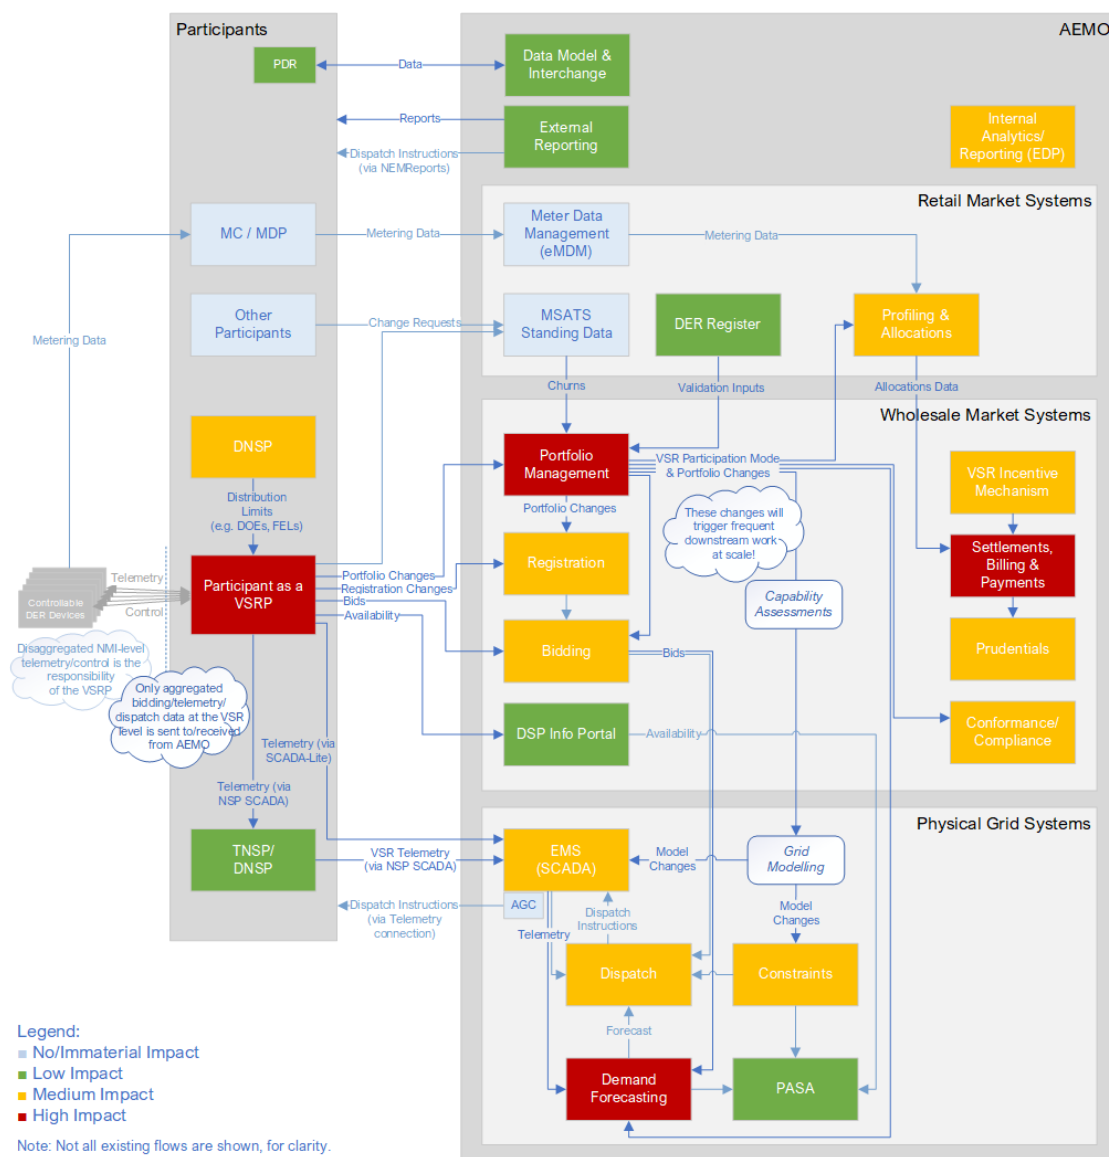 Participants
AEMO
PDR
Data
Data Model &
Interchange
Reports
External
Reporting
Dispatch Instructions
(via NEMReports)
Internal
Analytics/
Reporting (EDP)
Retail Market Systems
MC / MDP
Metering Data
Meter Data
Management
(eMDM)
Metering Data
Other
Participants
Change Requests
MSATS
Standing Data
DER Register
Profiling &
Allocations
Metering Data
Churns
Validation Inputs
Allocations Data
Wholesale Market Systems
DNSP
Portfolio
Management
VSR Participation Mode
& Portfolio Changes
VSR Incentive
Mechanism
Distribution
Limits
(e.g. DOEs, FELs)
Portfolio Changes
These changes will
trigger frequent
downstream work
at scale!
Settlements,
Billing &
Payments
Registration
Telemetry
Control
Controllable
DER Devices
Participant as a
VSRP
Portfolio Changes
Registration Changes
Bids
Availability
Capability
Assessments
Bidding
Bids
Prudentials
Disaggregated NMI-level
telemetry/control is the
responsibility
of the VSRP
Only aggregated
bidding/telemetry/
dispatch data at the VSR
level is sent to/received
from AEMO
DSP Info Portal
Availability
Conformance/
Compliance
Telemetry (via
SCADA-Lite)
Telemetry (via
NSP SCADA)
Physical Grid Systems
TNSP/
DNSP
VSR Telemetry
(via NSP SCADA)
EMS
(SCADA)
Model
Changes
Grid
Modelling
AGC
Dispatch Instructions
(via Telemetry
connection)
Dispatch
Instructions
Telemetry
Model
Changes
Dispatch
Constraints
Forecast
Demand
Forecasting
PASA
Legend:
No/Immaterial Impact
Low Impact
Medium Impact
High Impact
Note: Not all existing flows are shown, for clarity.